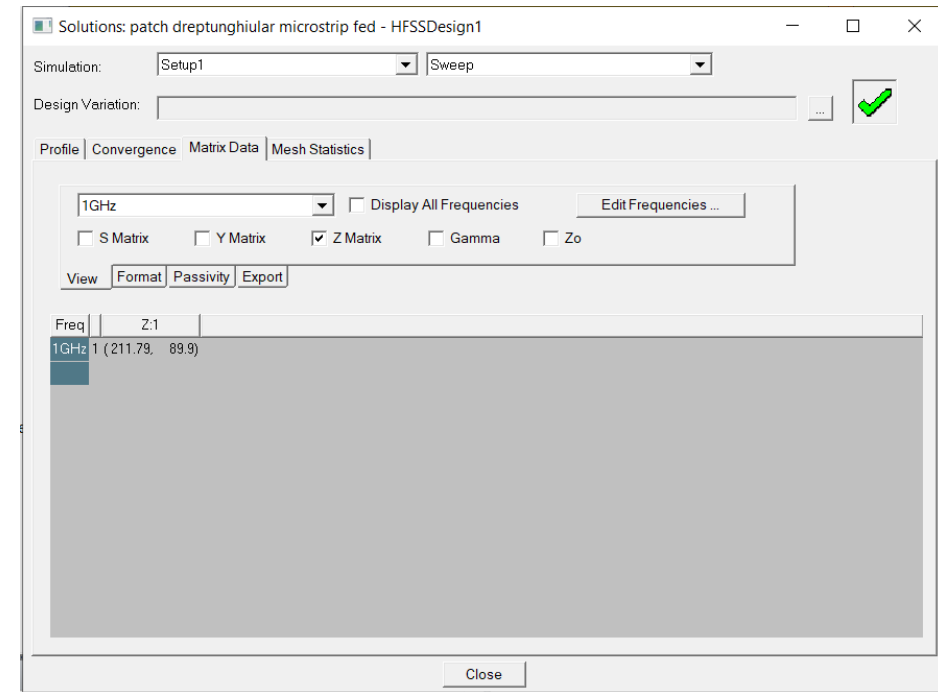 Solutions: patch dreptunghiular microstrip fed - HFSSDesign1
Simulation: Setup1 Sweep
Design Variation: ...
Profile Convergence Matrix Data Mesh Statistics
1GHz Display All Frequencies Edit Frequencies ...
S Matrix Y Matrix Z Matrix Gamma Zo
View Format Passivity Export
Freq Z:1
1GHz 1 ( 211.79, 89.9)
Close